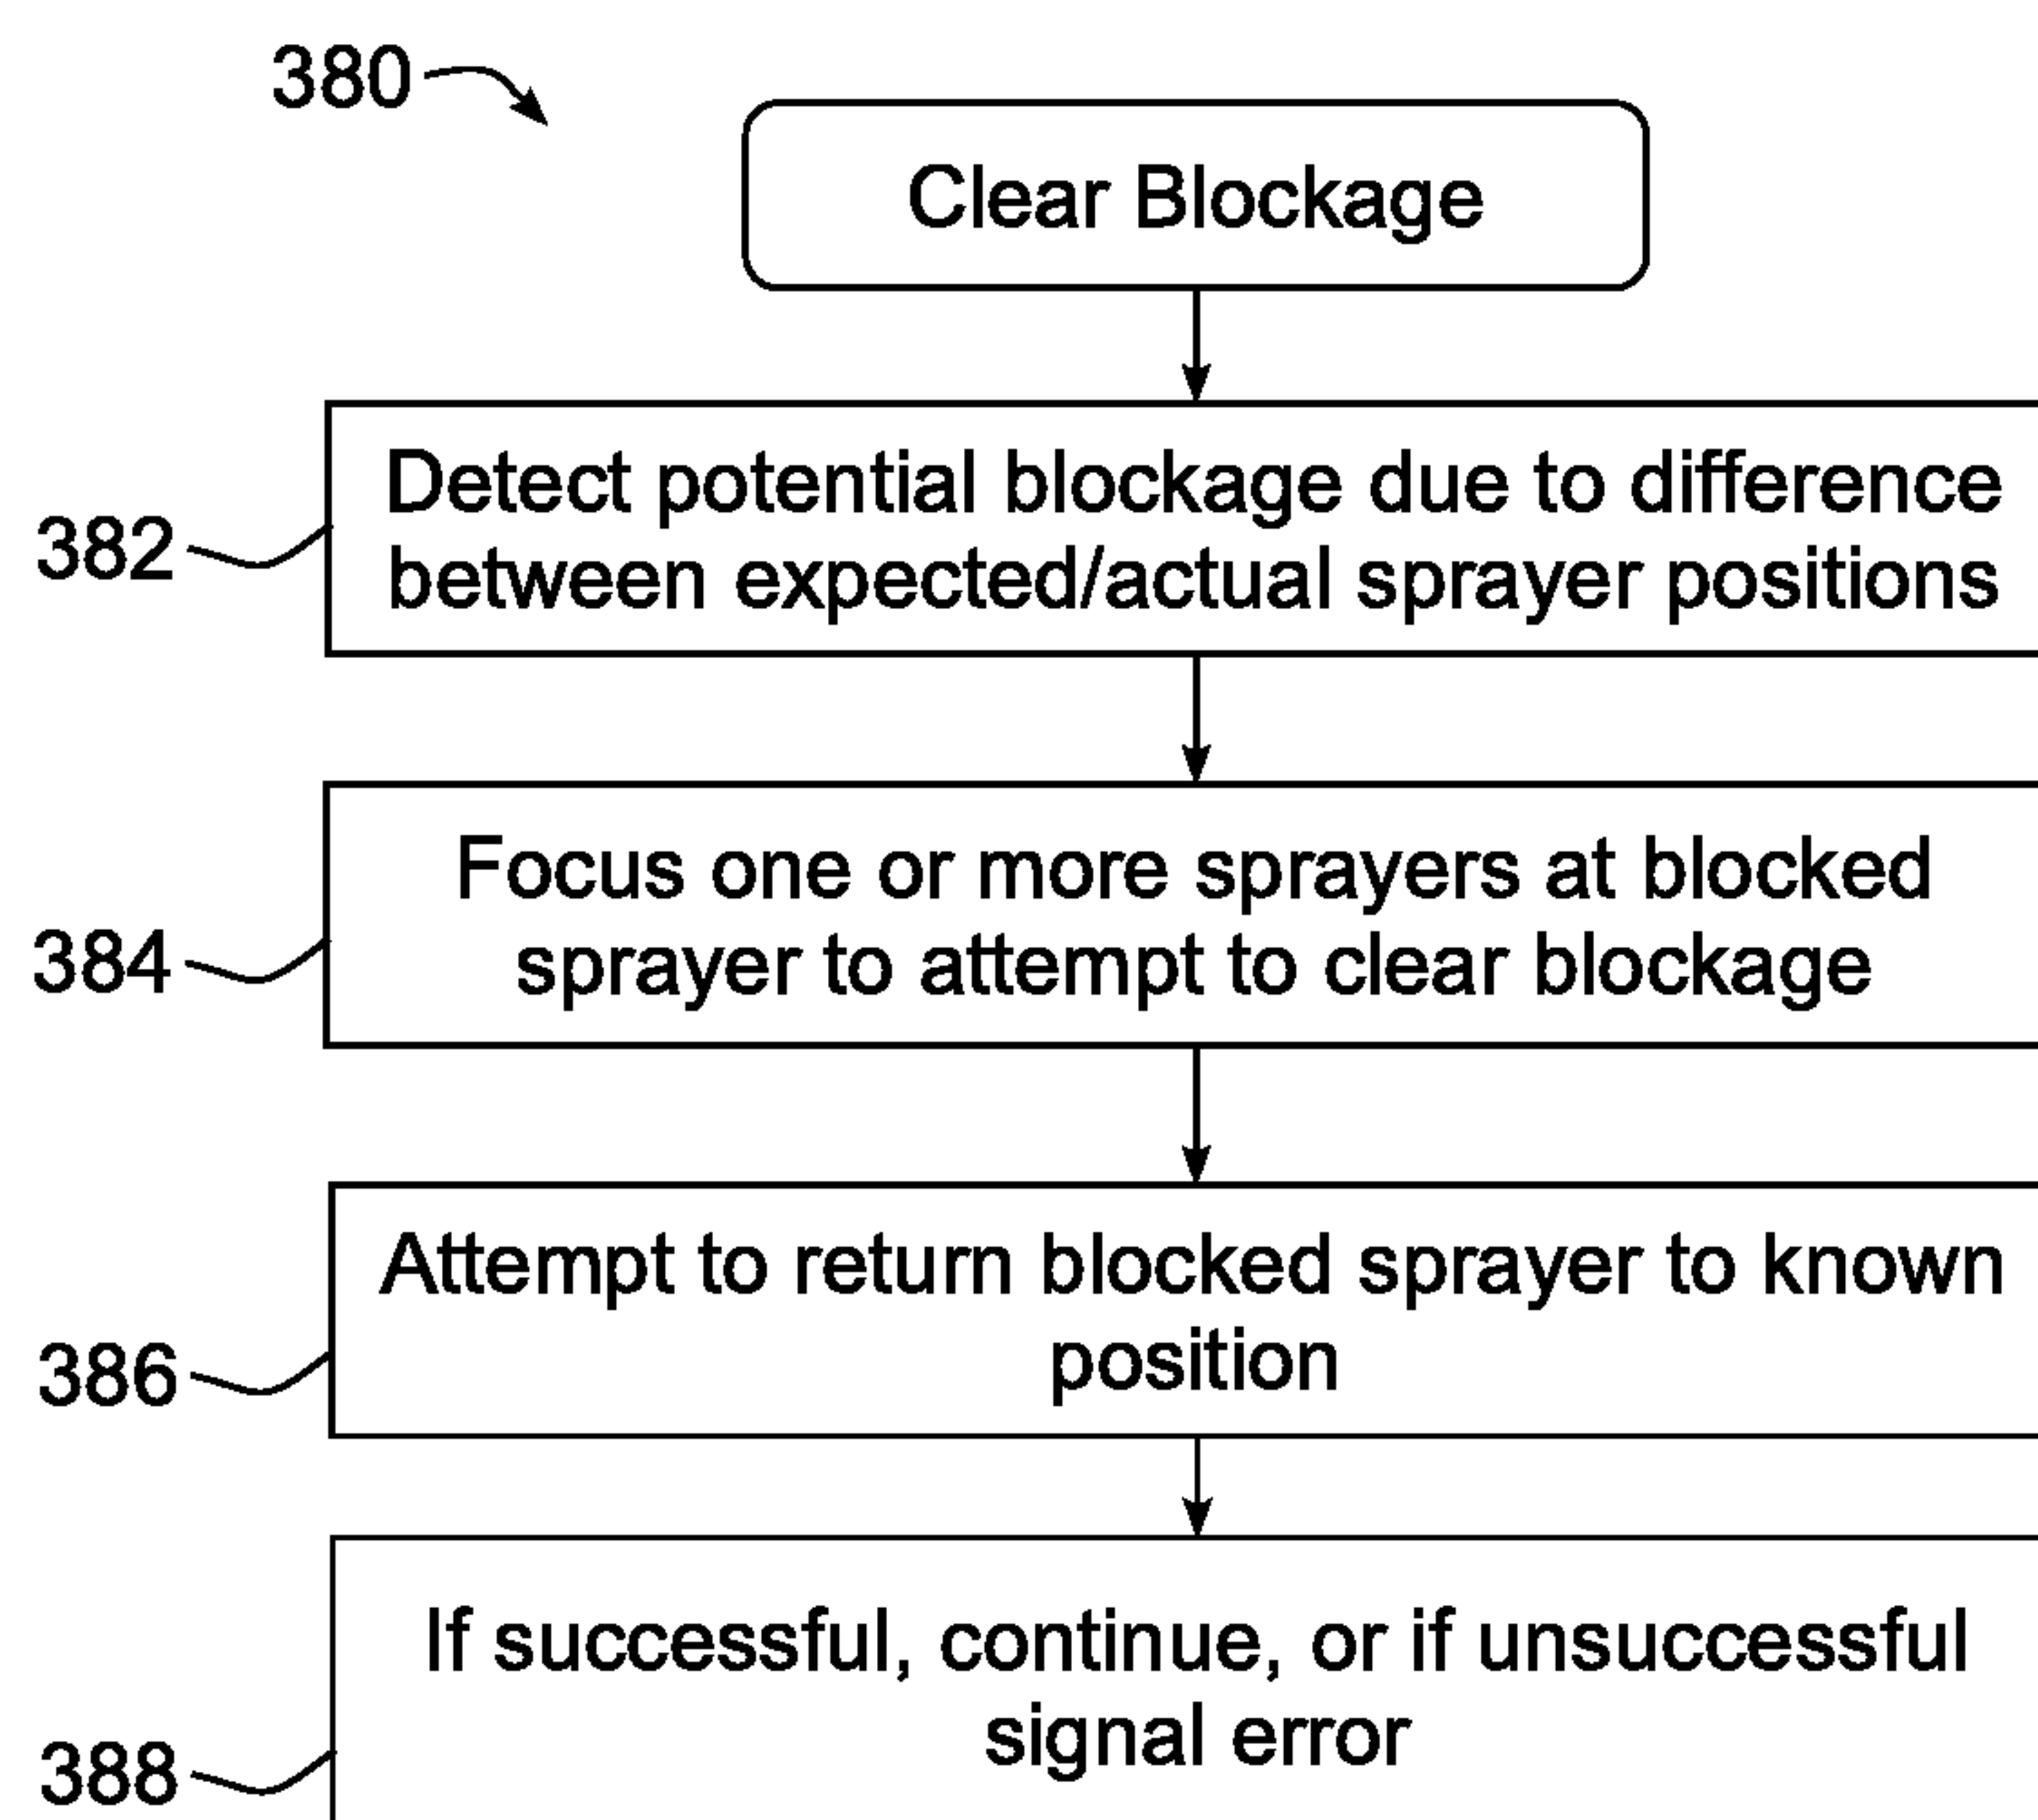 380
Clear Blockage
Detect potential blockage due to difference
between expected/actual sprayer positions
382
Focus one or more sprayers at blocked
sprayer to attempt to clear blockage
384
Attempt to return blocked sprayer to known
position
386
If successful, continue, or if unsuccessful
signal error
388